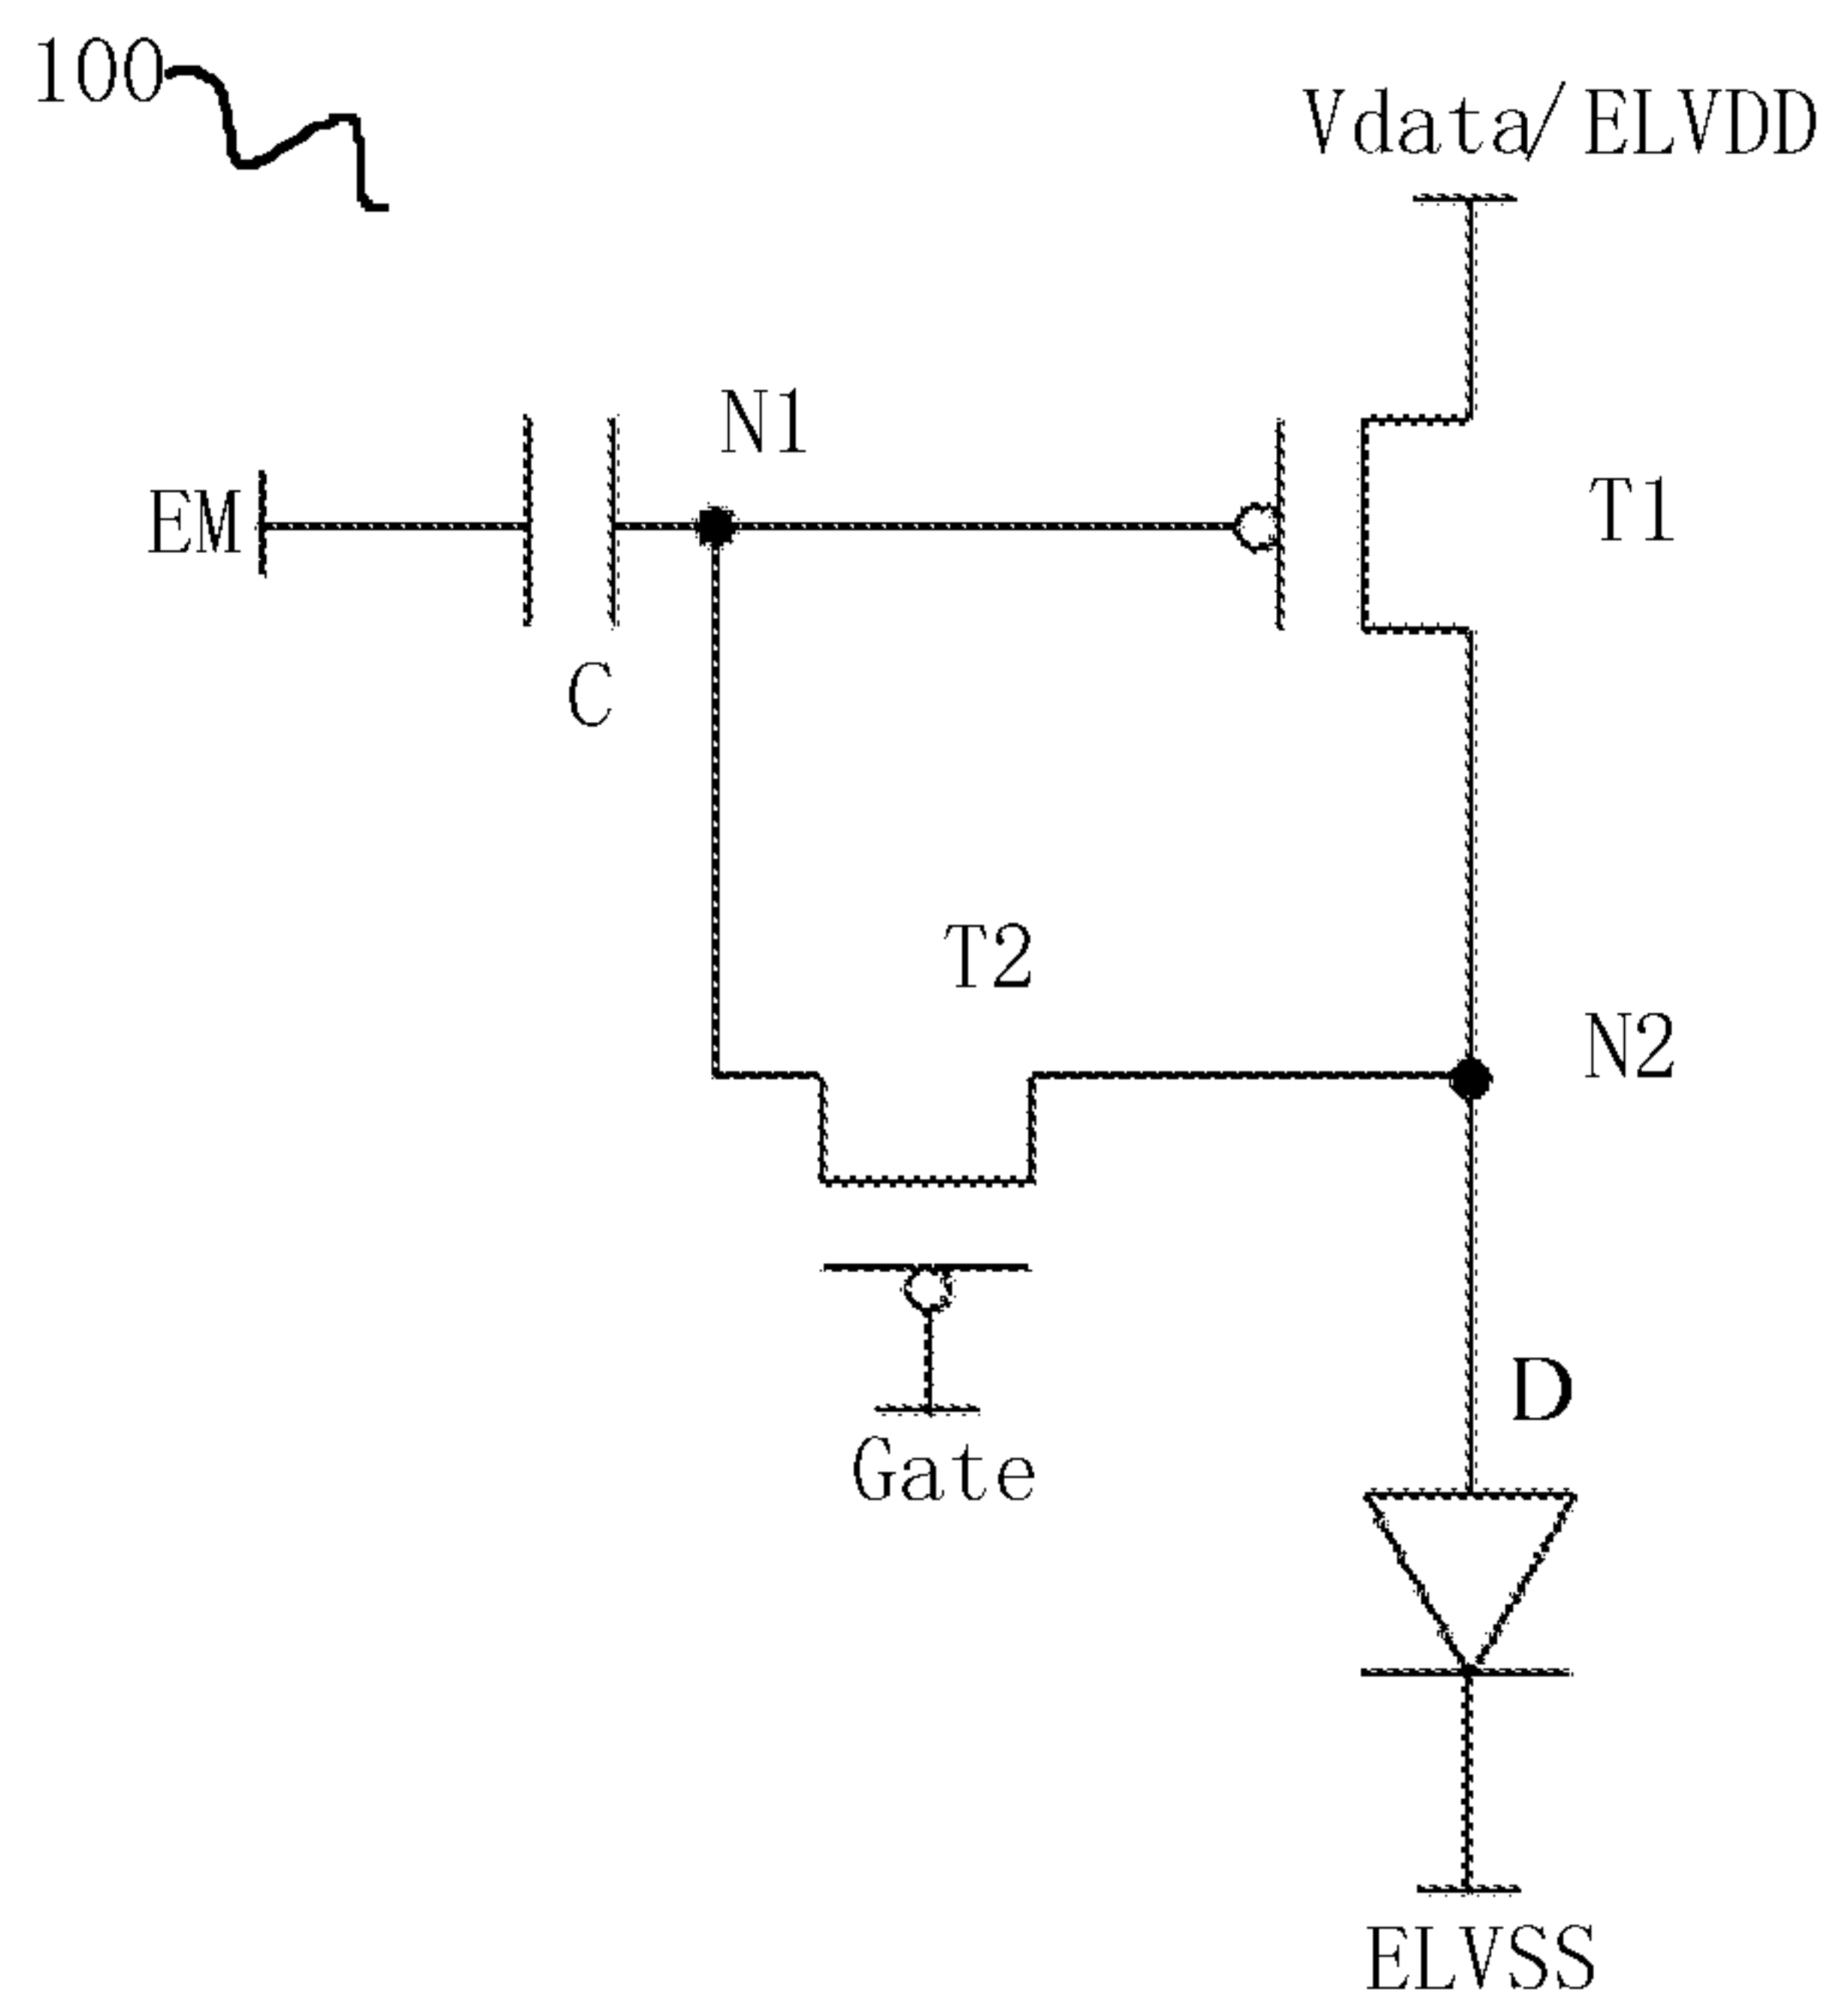 100
Vdata/ELVDD
N1
EM
T1
C
T2
N2
D
Gate
ELVSS